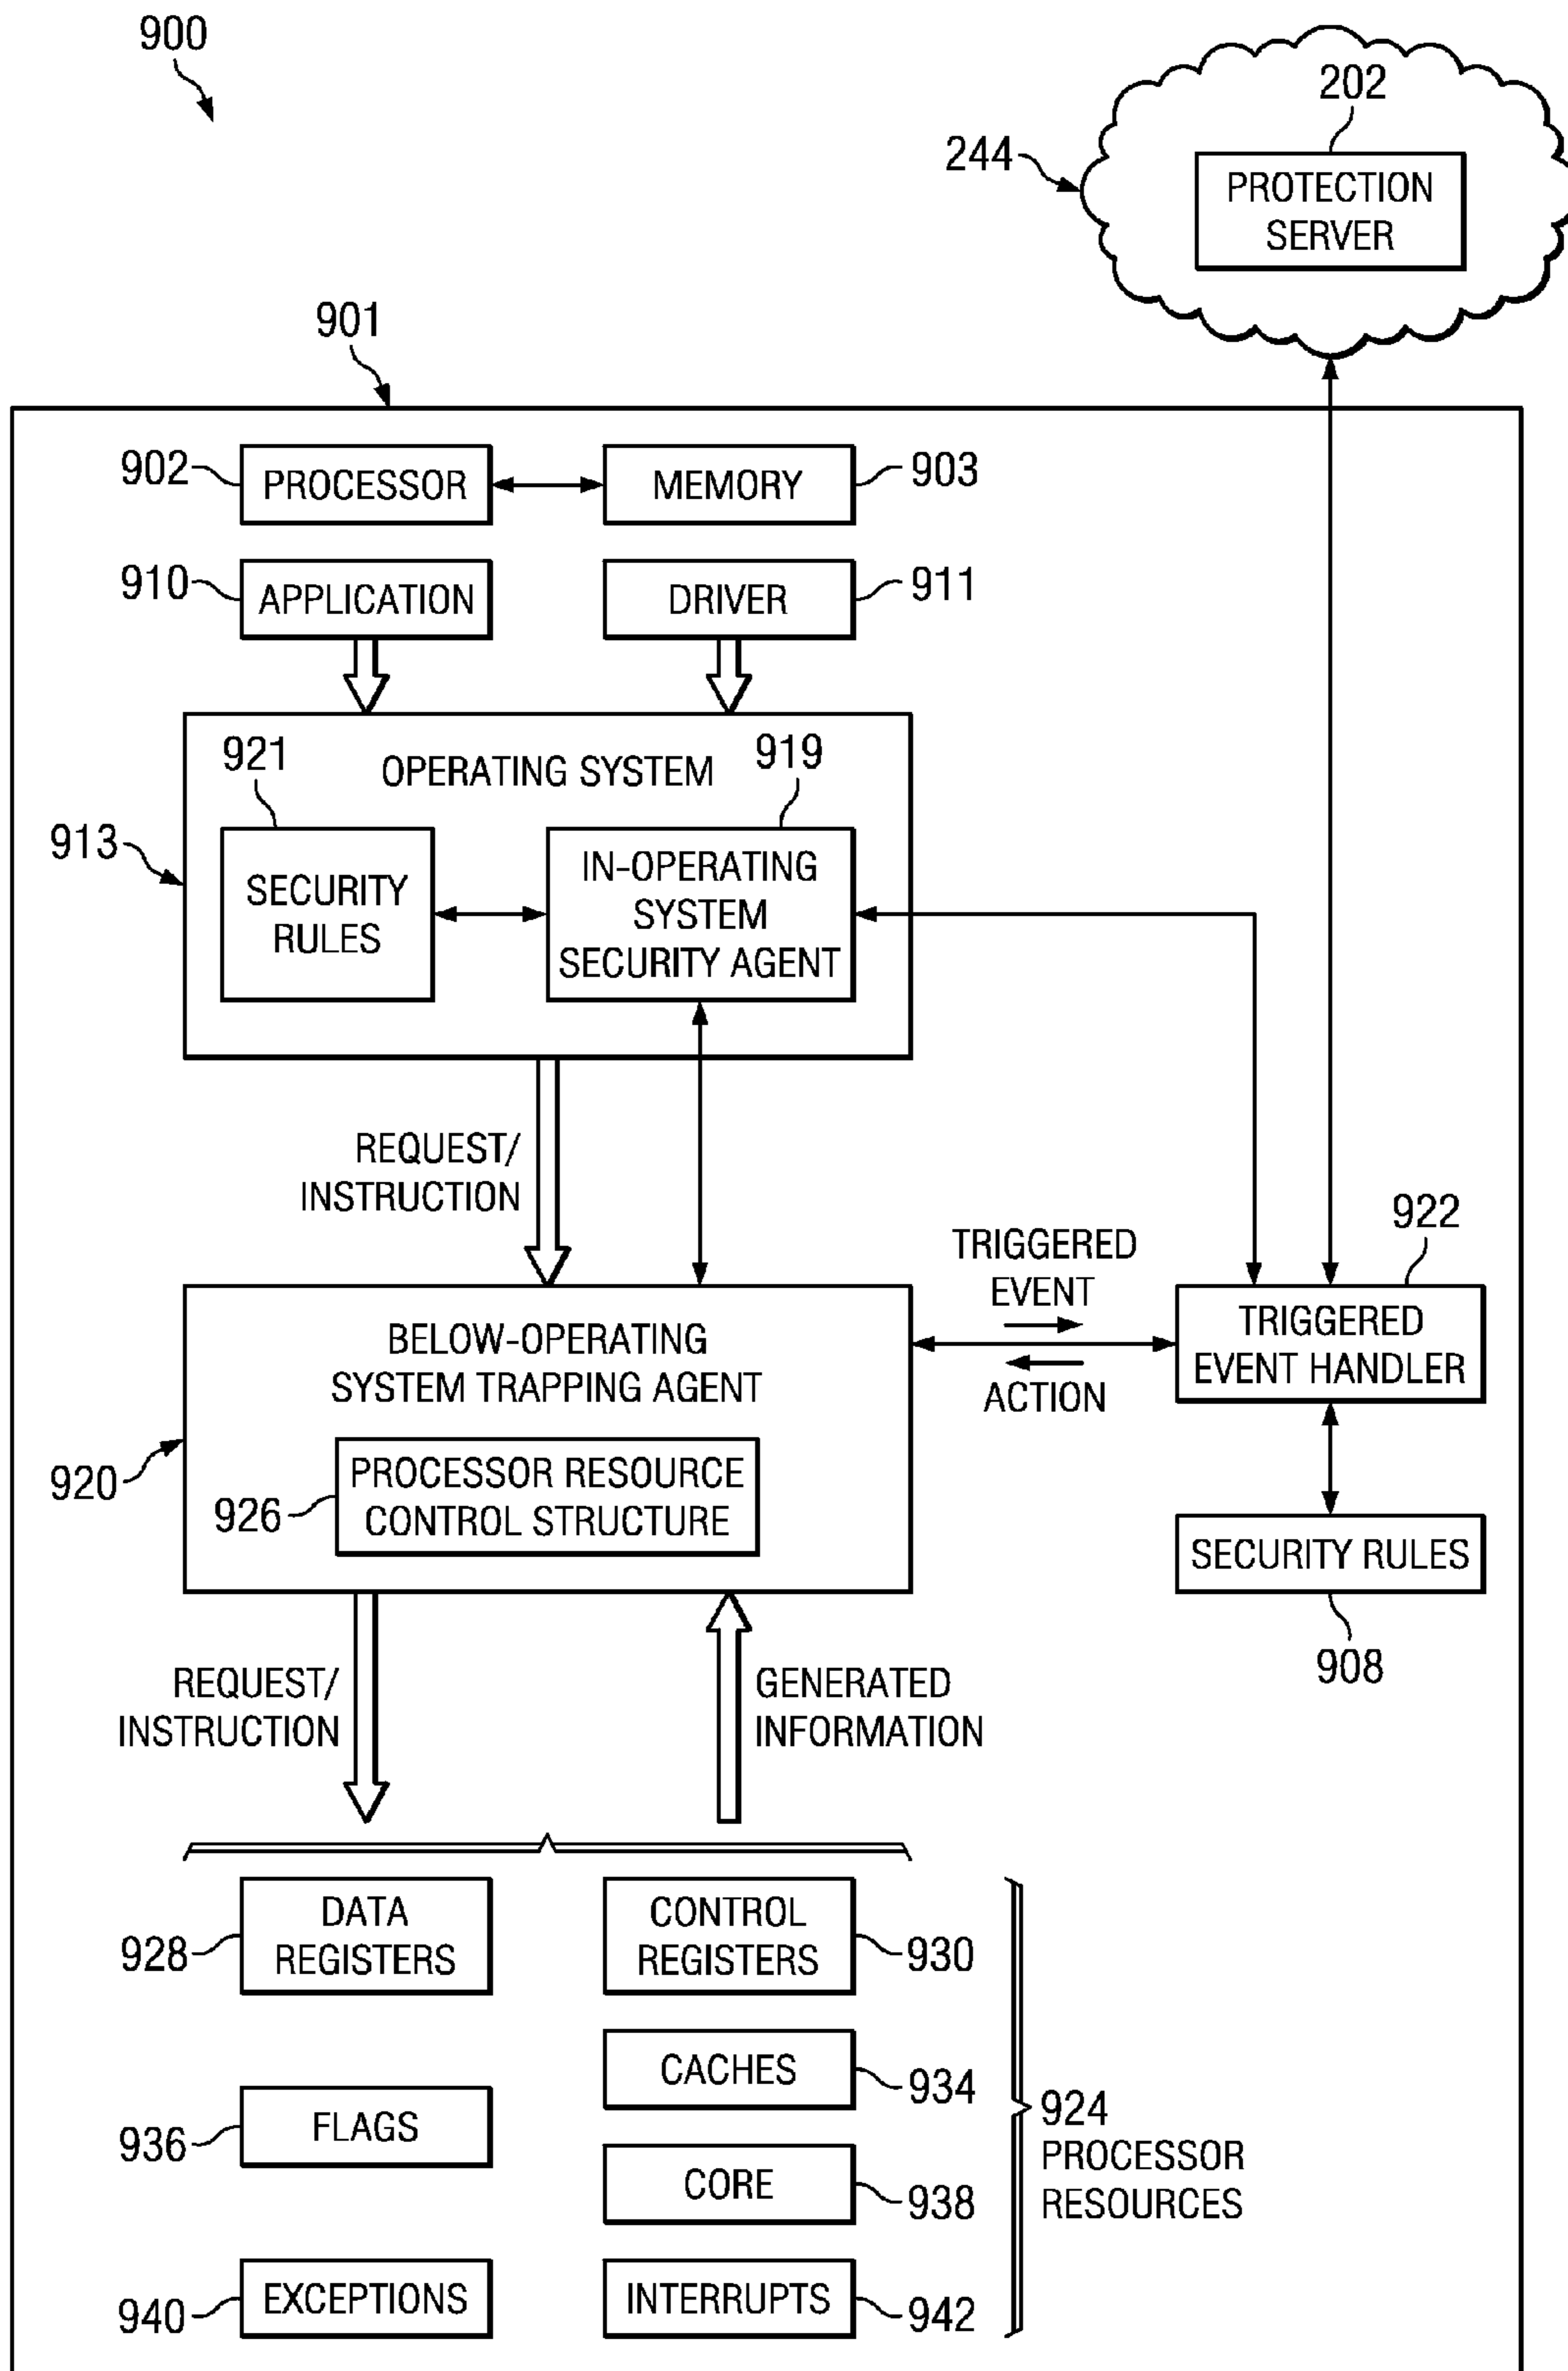 900
202
244
PROTECTION
SERVER
901
902
PROCESSOR
MEMORY
903
910
APPLICATION
DRIVER
911
921
OPERATING SYSTEM
919
913
SECURITY
RULES
IN-OPERATING
SYSTEM
SECURITY AGENT
REQUEST/
INSTRUCTION
TRIGGERED
EVENT
ACTION
922
TRIGGERED
EVENT HANDLER
BELOW-OPERATING
SYSTEM TRAPPING AGENT
920
926
PROCESSOR RESOURCE
CONTROL STRUCTURE
SECURITY RULES
908
REQUEST/
INSTRUCTION
GENERATED
INFORMATION
928
DATA
REGISTERS
CONTROL
REGISTERS
930
CACHES
934
936
FLAGS
924
PROCESSOR
RESOURCES
CORE
938
940
EXCEPTIONS
INTERRUPTS
942